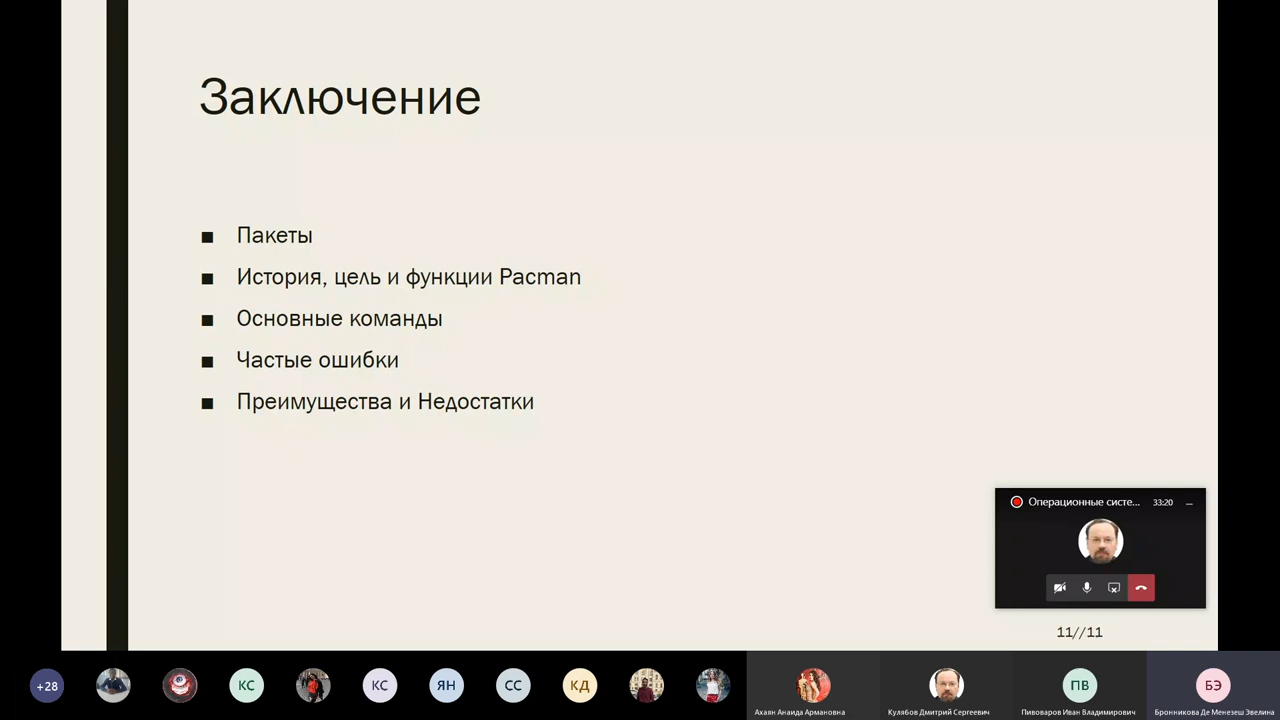 Заключение
Пакеты
История, цель и функции Pacman
Основные команды
Частые ошибки
Преимущества и Недостатки
Операционные систе... 33:20
11//11
+28
КС
КС
ЯН
СС
КД
ПВ
БЭ
Ахаян Анаида Армановна
Кулябов Дмитрий Сергеевич
Пивоваров Иван Владимирович
Бронникова Де Менезеш Эвелина